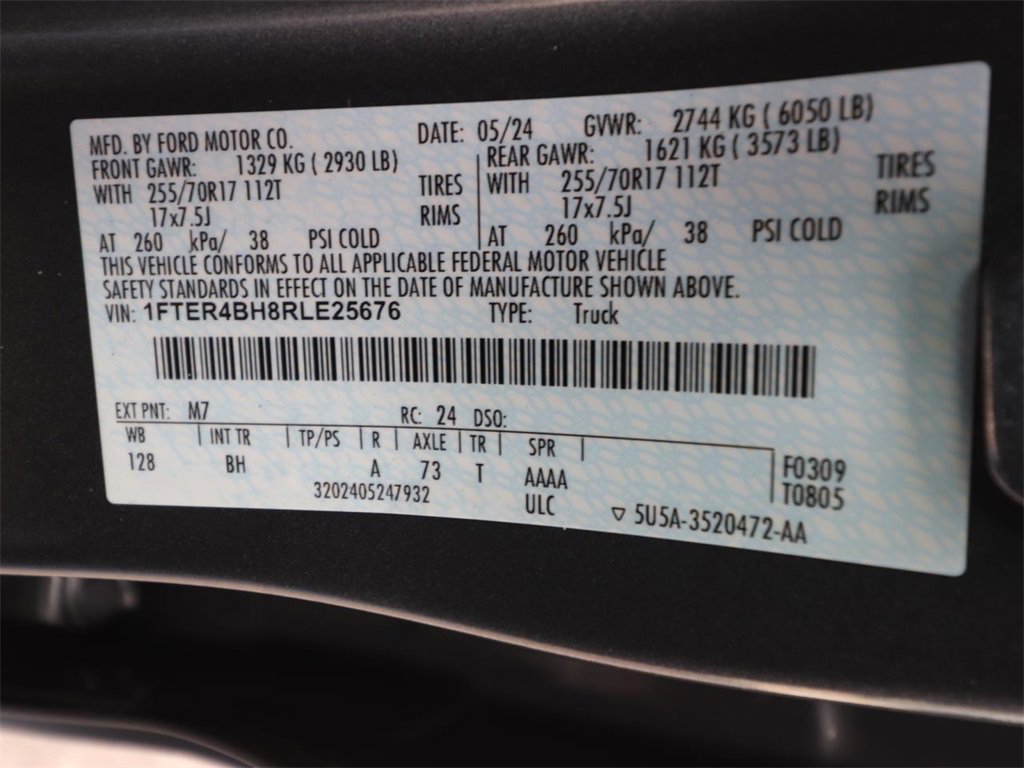 MFD. BY FORD MOTOR CO. DATE: 05/24 GVWR: 2744 KG ( 6050 LB)
FRONT GAWR: 1329 KG ( 2930 LB) REAR GAWR: 1621 KG ( 3573 LB)
WITH 255/70R17 112T TIRES WITH 255/70R17 112T TIRES
17x7.5J RIMS 17x7.5J RIMS
AT 260 kPa/ 38 PSI COLD AT 260 kPa/ 38 PSI COLD
THIS VEHICLE CONFORMS TO ALL APPLICABLE FEDERAL MOTOR VEHICLE
SAFETY STANDARDS IN EFFECT ON THE DATE OF MANUFACTURE SHOWN ABOVE.
VIN: 1FTER4BH8RLE25676 TYPE: Truck
EXT PNT: M7 RC: 24 DSO:
WB INT TR TP/PS R AXLE TR SPR
128 BH A 73 T AAAA F0309
3202405247932 ULC T0805
▽ 5U5A-3520472-AA